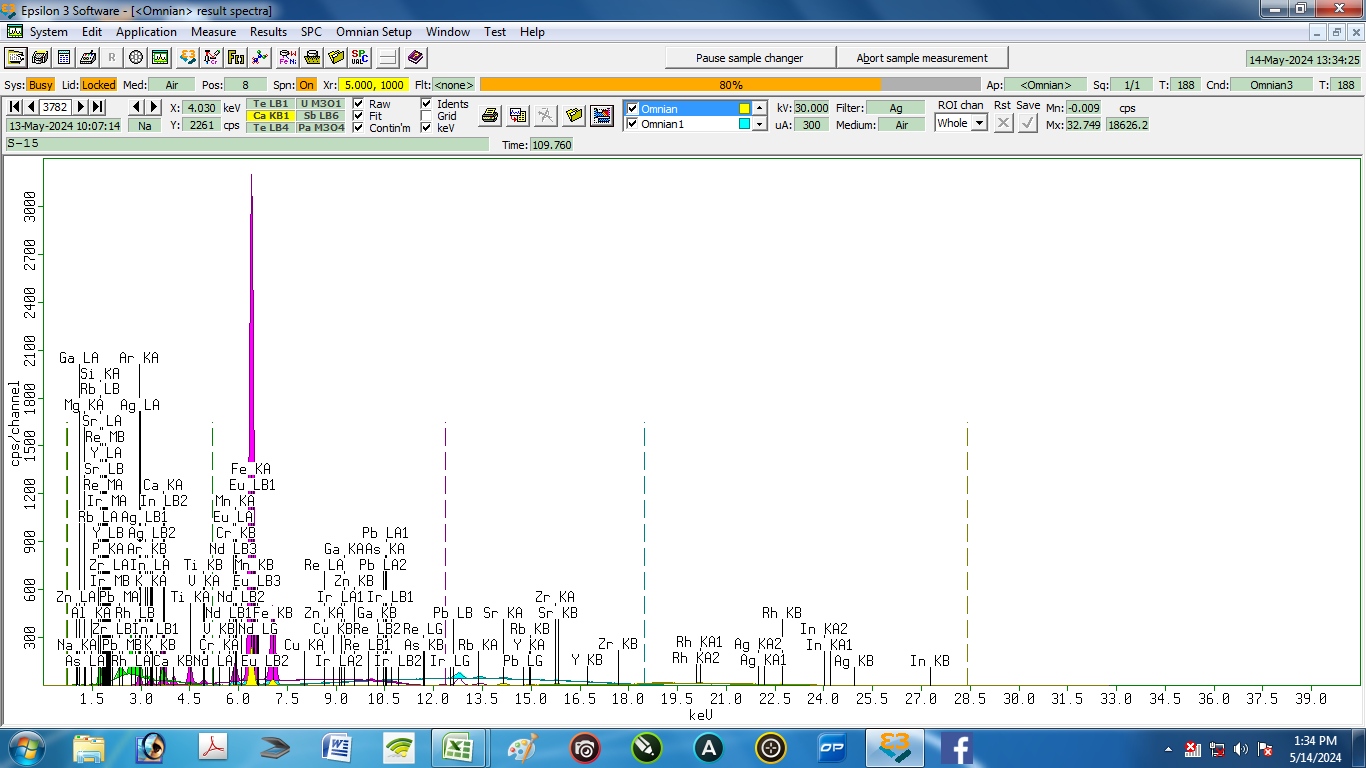 Epsilon 3 Software - [<Omnian> result spectra]
System Edit Application Measure Results SPC Omnian Setup Window Test Help
R SP VALC
Pause sample changer Abort sample measurement 14-May-2024 13:34:25
Sys: Busy Lid: Locked Med: Air Pos: 8 Spn: On Xr: 5.000, 1000 Flt: <none> 80% Ap: <Omnian> Sq: 1/1 T: 188 Cnd: Omnian3 T: 188
3782 X: 4.030 keV Te LB1 U M3O1 Raw Idents Omnian kV: 30.000 Filter: Ag ROI chan Rst Save Mn: -0.009 cps
Ca KB1 Sb LB6 Fit Grid
13-May-2024 10:07:14 Na Y: 2261 cps Te LB4 Pa M3O4 Contin'm keV Omnian1 uA: 300 Medium: Air Whole Mx: 32.749 18626.2
S-15 Time: 109.760
3000
2700
2400
2100
1800
1500
1200
900
600
300
cps/channel
Ga LA Ar KA
Si KA
Rb LB
Mg KA Ag LA
Sr LA
Re MB
Y LA
Sr LB Fe KA
Re MA Ca KA Eu LB1
Ir MA In LB2 Mn KA
Rb LA Ag LB1 Eu LA
Y LB Ag LB2 Cr KB Pb LA1
P KA Ar KB Nd LB3 Ga KA As KA
Zr LA In LA Ti KB Mn KB Re LA Pb LA2
Ir MB K KA V KA Eu LB3 Zn KB
Zn LA Pb MA Ti KA Nd LB2 Ir LA1 Ir LB1 Zr KA
Al KA Rh LB Nd LB1 Fe KB Zn KA Ga KB Pb LB Sr KA Sr KB Rh KB
Zr LB In LB1 V KB Nd LG Cu KB Re LB2 Re LG Rb KB In KA2
Na KA Pb MB K KB Cr KA Cu KA Re LB1 As KB Rb KA Y KA Zr KB Rh KA1 Ag KA2 In KA1
As LA Rh LA Ca KB Nd LA Eu LB2 Ir LA2 Ir LB2 Ir LG Pb LG Y KB Rh KA2 Ag KA1 Ag KB In KB
1.5 3.0 4.5 6.0 7.5 9.0 10.5 12.0 13.5 15.0 16.5 18.0 19.5 21.0 22.5 24.0 25.5 27.0 28.5 30.0 31.5 33.0 34.5 36.0 37.5 39.0
keV
1:34 PM
5/14/2024